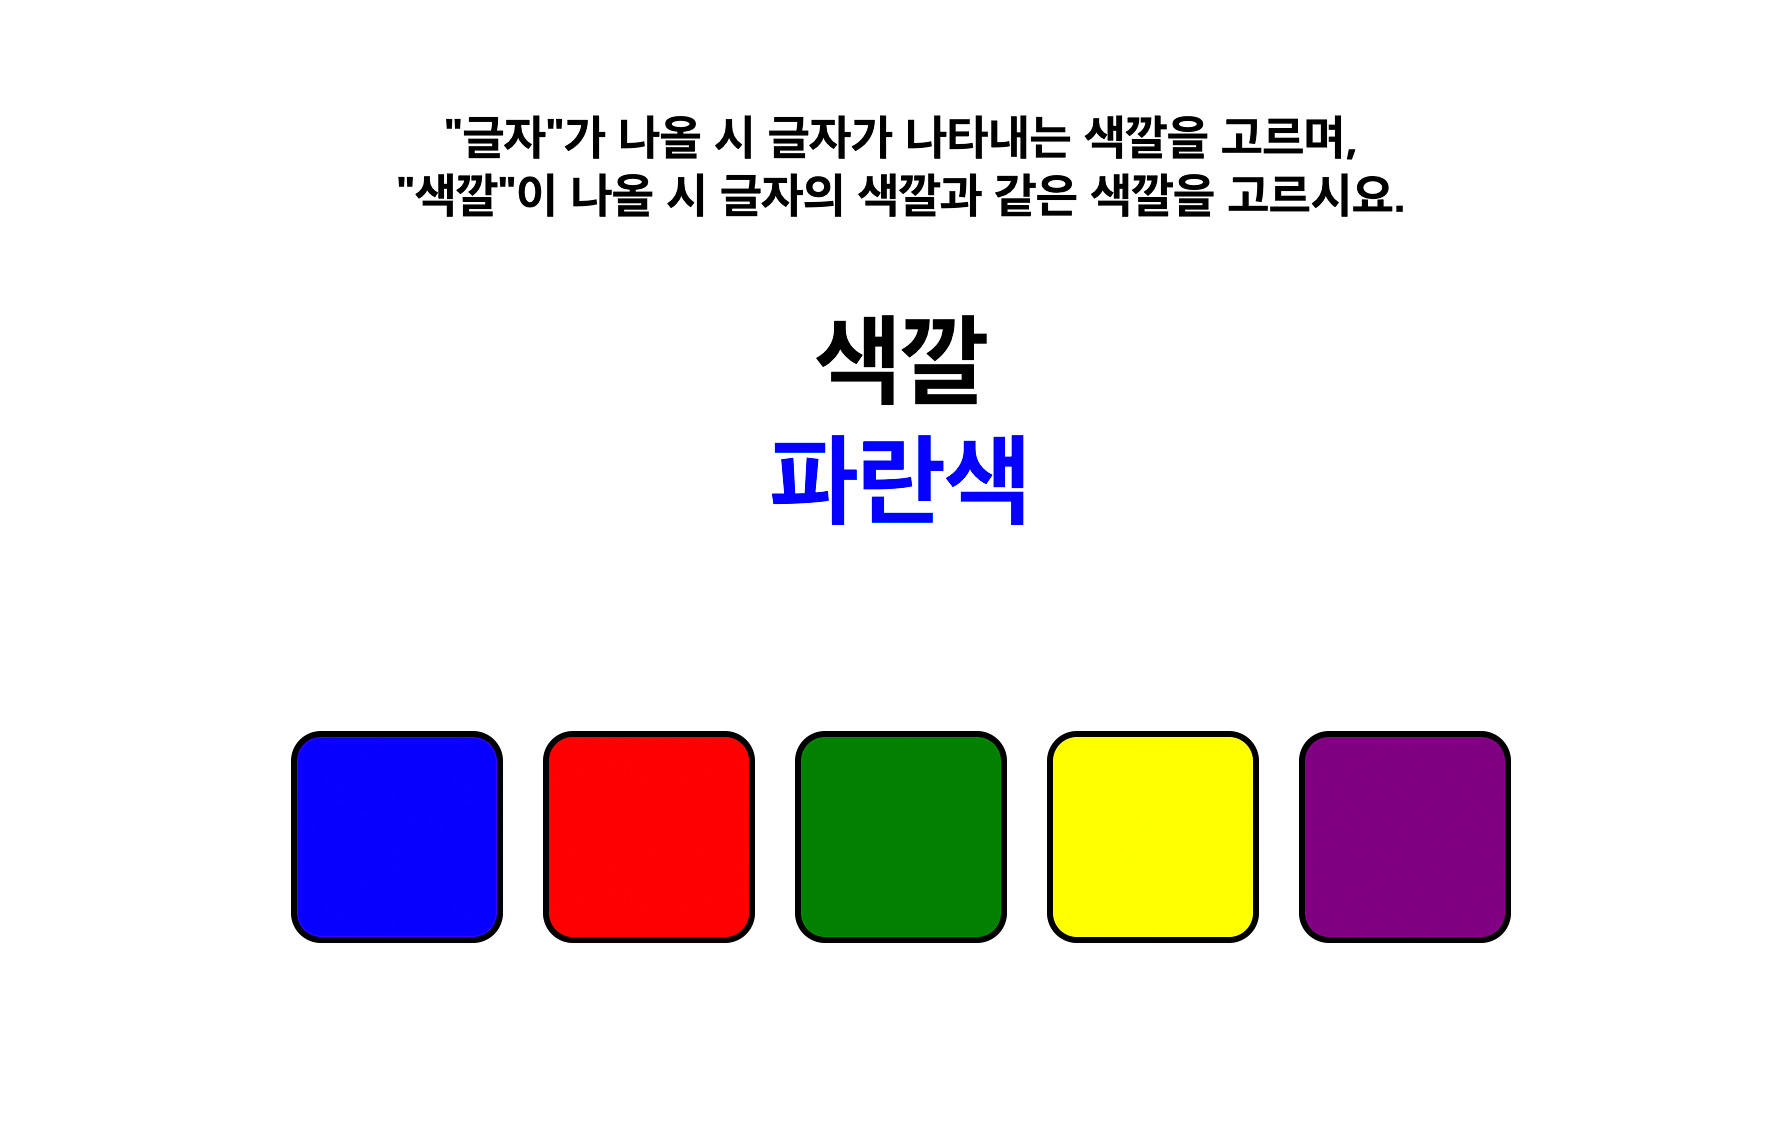 "글자"가 나올 시 글자가 나타내는 색깔을 고르며,
"색깔"이 나올 시 글자의 색깔과 같은 색깔을 고르시요.
색깔
파란색